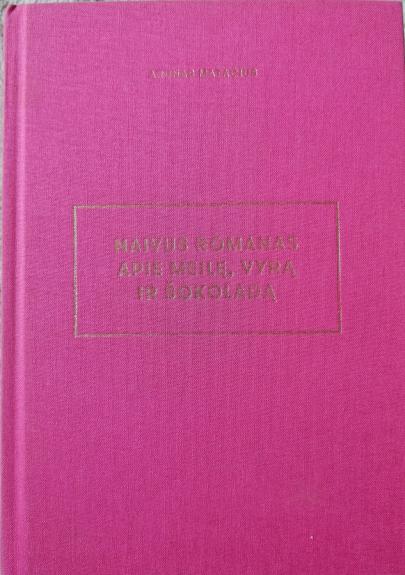 NAIVUS ROMANAS
APIE MEILĘ, VYRĄ
IR ŠOKOLADĄ